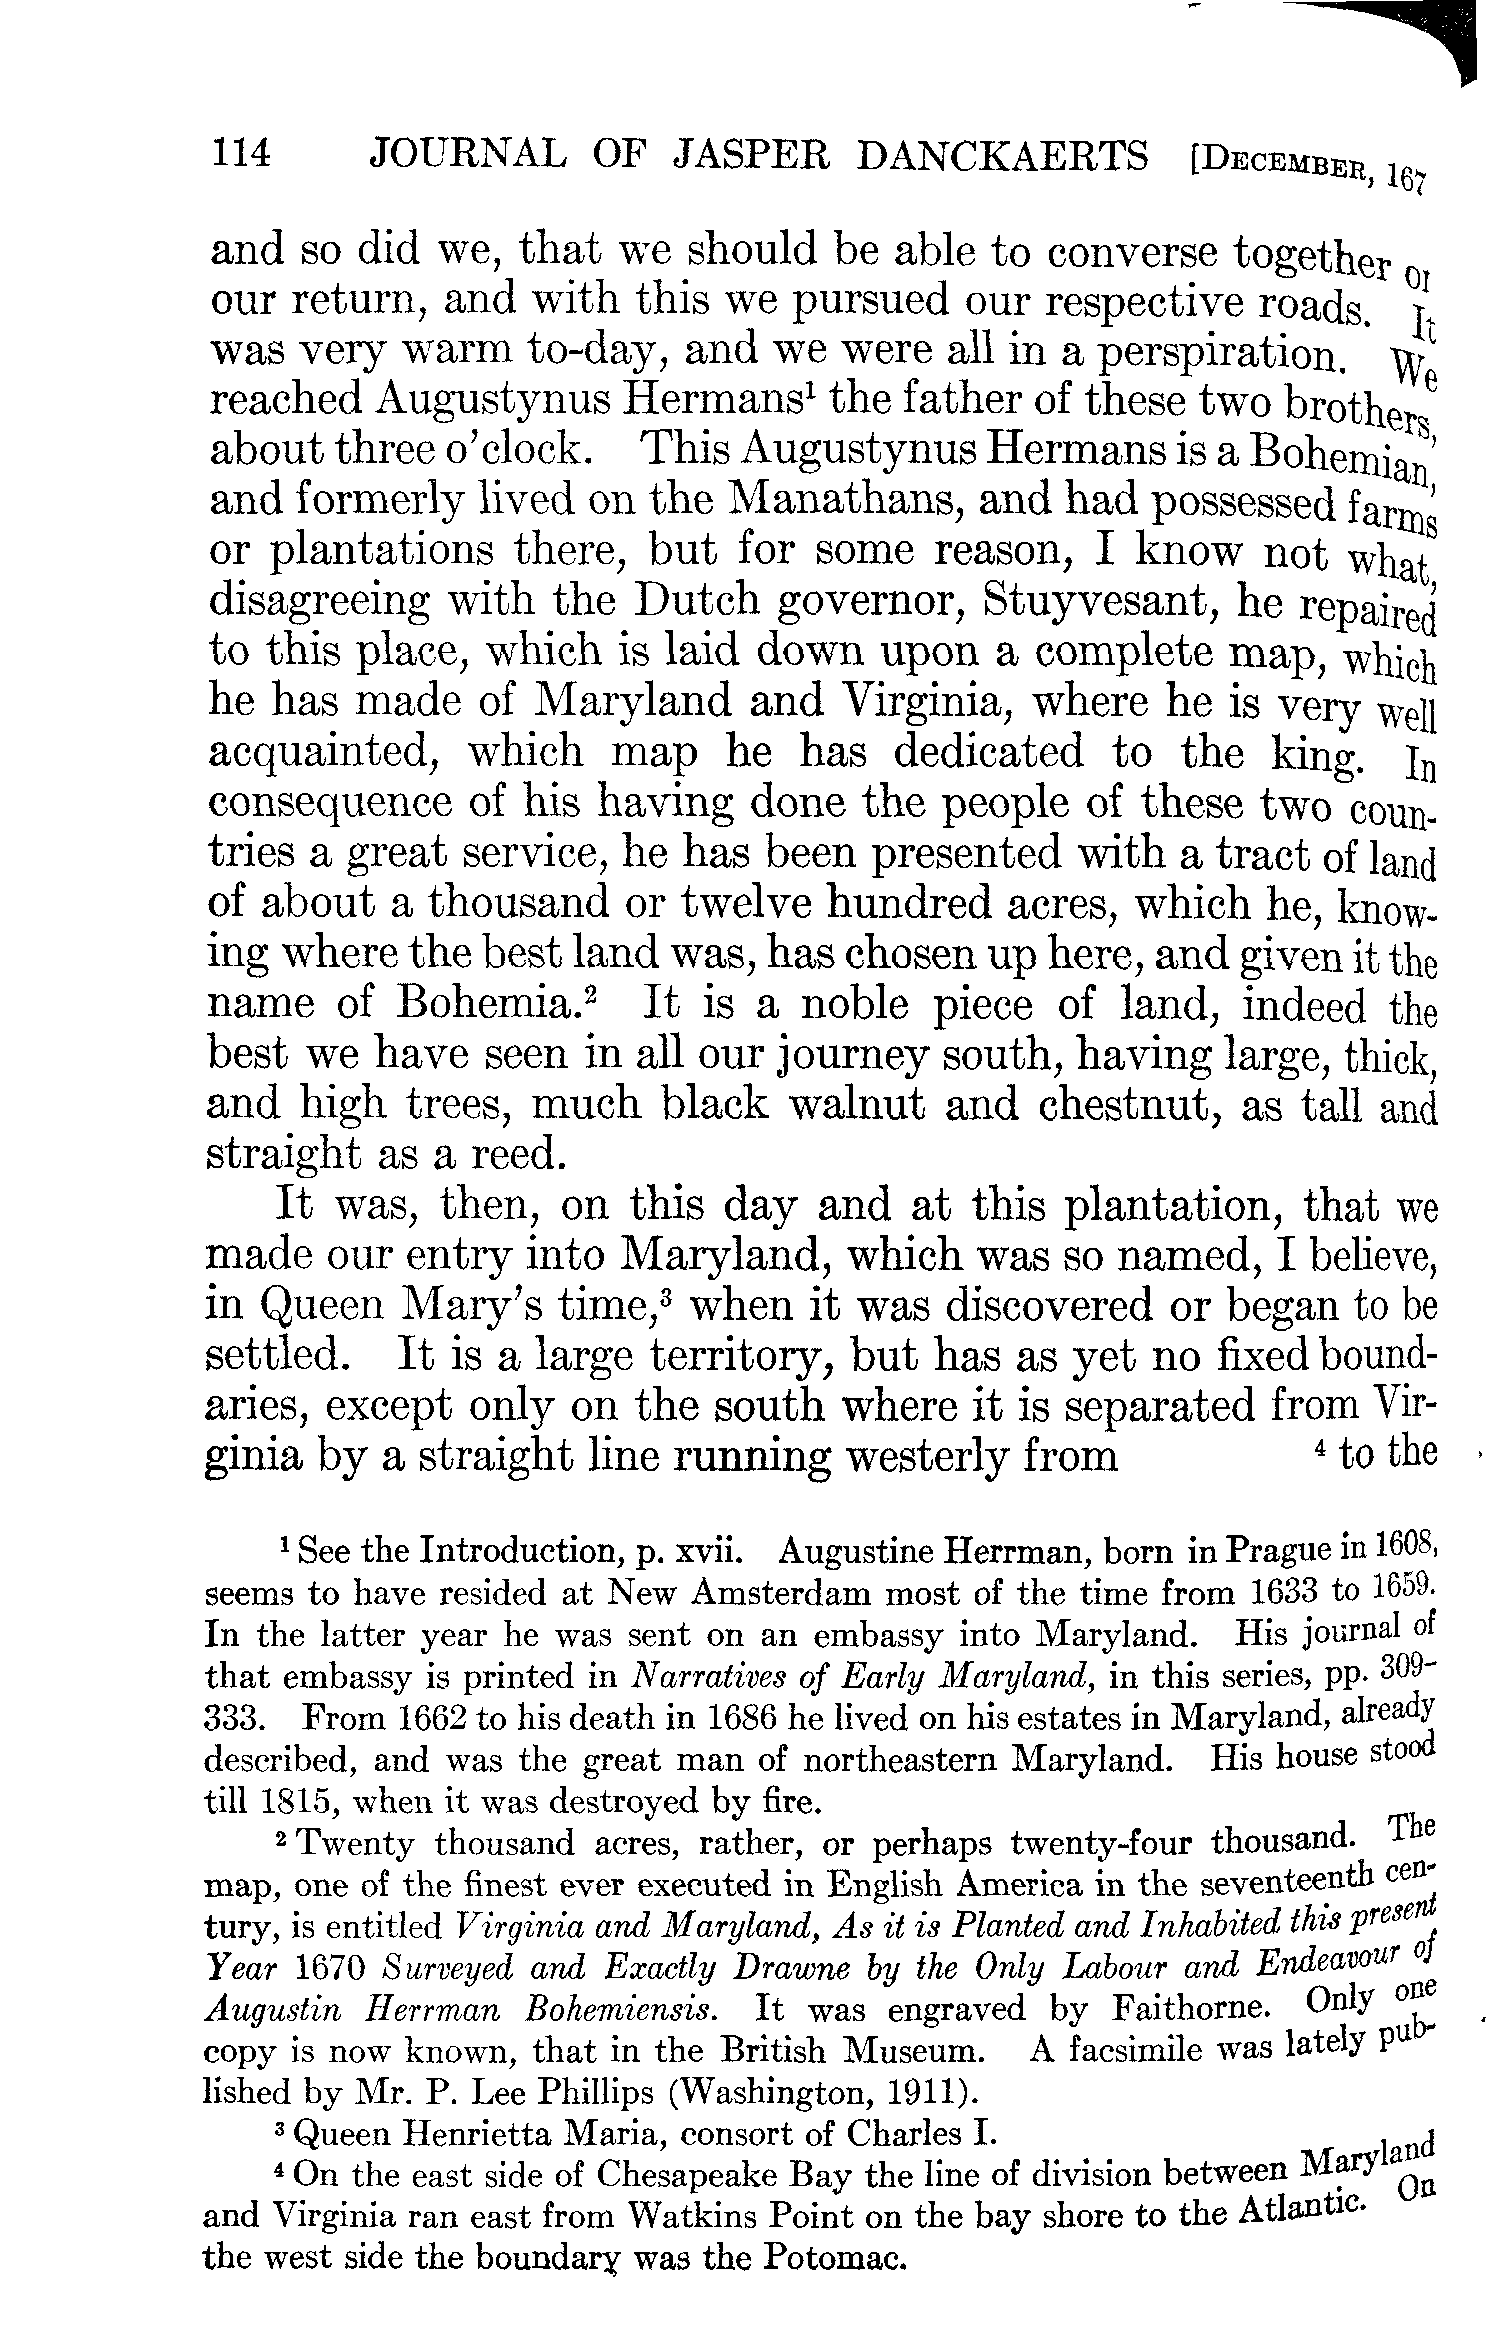 114 JOURNAL OF JASPER DANCKAERTS [DECEMBER, 167
and so did we, that we should be able to converse together
our return, and with this we pursued our respective roads. It
was very warm to-day, and we were all in a perspiration. We
reached Augustynus Hermans¹ the father of these two brothers,
about three o'clock. This Augustynus Hermans is a Bohemian,
and formerly lived on the Manathans, and had possessed farms
or plantations there, but for some reason, I know not what,
disagreeing with the Dutch governor, Stuyvesant, he repaired
to this place, which is laid down upon a complete map, which
he has made of Maryland and Virginia, where he is very well
acquainted, which map he has dedicated to the king. In
consequence of his having done the people of these two coun-
tries a great service, he has been presented with a tract of land
of about a thousand or twelve hundred acres, which he, know-
ing where the best land was, has chosen up here, and given it the
name of Bohemia.² It is a noble piece of land, indeed the
best we have seen in all our journey south, having large, thick,
and high trees, much black walnut and chestnut, as tall and
straight as a reed.
It was, then, on this day and at this plantation, that we
made our entry into Maryland, which was so named, I believe,
in Queen Mary's time,³ when it was discovered or began to be
settled. It is a large territory, but has as yet no fixed bound-
aries, except only on the south where it is separated from Vir-
ginia by a straight line running westerly from ⁴ to the
¹ See the Introduction, p. xvii. Augustine Herrman, born in Prague in 1608,
seems to have resided at New Amsterdam most of the time from 1633 to 1659.
In the latter year he was sent on an embassy into Maryland. His journal of
that embassy is printed in Narratives of Early Maryland, in this series, pp. 309-
333. From 1662 to his death in 1686 he lived on his estates in Maryland, already
described, and was the great man of northeastern Maryland. His house stood
till 1815, when it was destroyed by fire.
² Twenty thousand acres, rather, or perhaps twenty-four thousand. The
map, one of the finest ever executed in English America in the seventeenth cen-
tury, is entitled Virginia and Maryland, As it is Planted and Inhabited this present
Year 1670 Surveyed and Exactly Drawne by the Only Labour and Endeavour of
Augustin Herrman Bohemiensis. It was engraved by Faithorne. Only one
copy is now known, that in the British Museum. A facsimile was lately pub-
lished by Mr. P. Lee Phillips (Washington, 1911).
³ Queen Henrietta Maria, consort of Charles I.
⁴ On the east side of Chesapeake Bay the line of division between Maryland
and Virginia ran east from Watkins Point on the bay shore to the Atlantic. On
the west side the boundary was the Potomac.